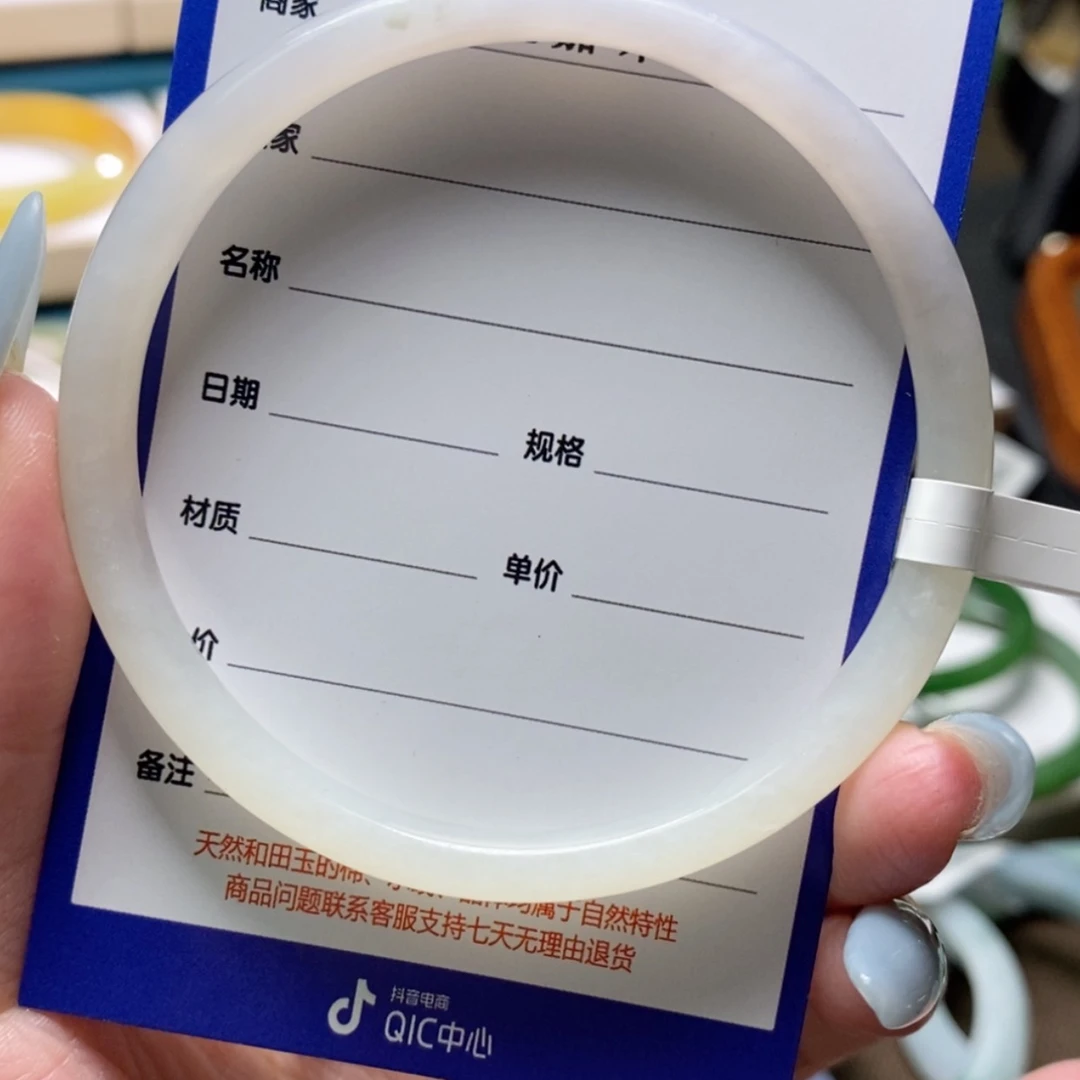 商家
家
名称
日期 规格
材质 单价
价
备注
天然和田玉的棉、 均属于自然特性
商品问题联系客服支持七天无理由退货
抖音电商
QIC中心